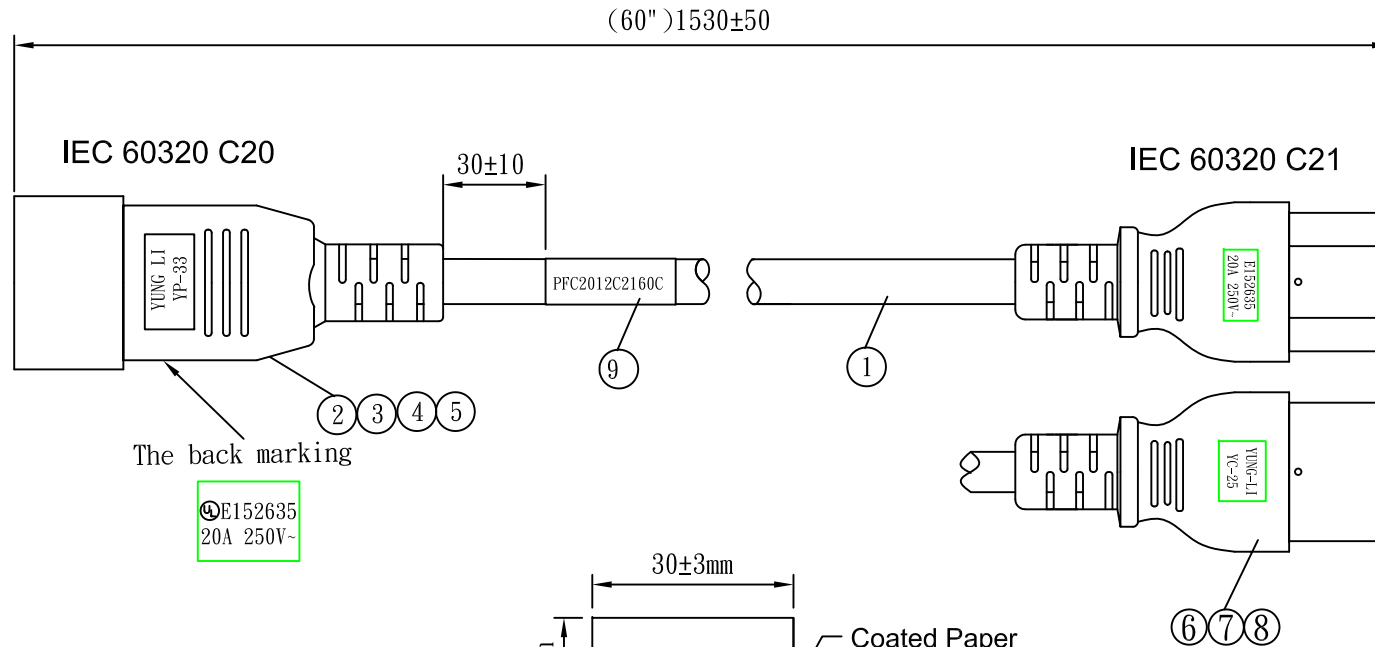 (60")1530±50
IEC 60320 C20
30±10
IEC 60320 C21
YUNG LI
YP-33
PFC2012C2160C
E152635
20A 250V~
9
1
2 3 4 5
The back marking
UL E152635
20A 250V~
YUNG-LI
YC-25
30±3mm
Coated Paper
6 7 8